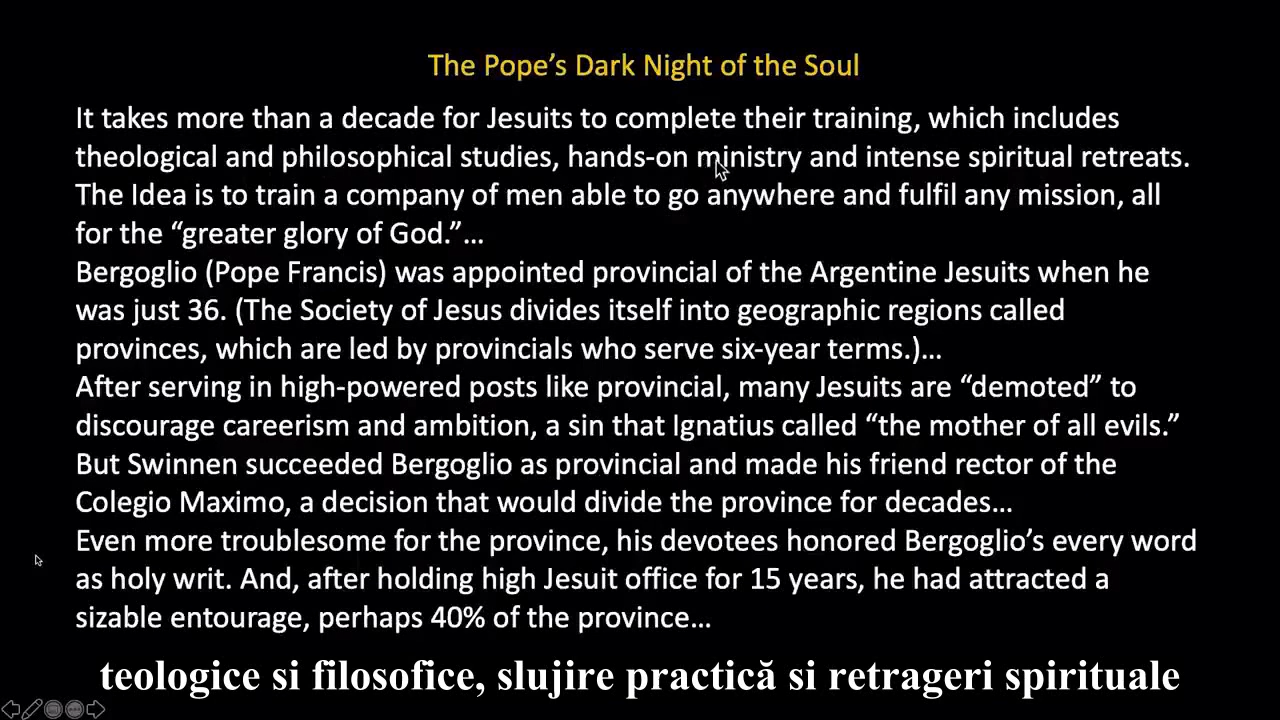 The Pope’s Dark Night of the Soul
It takes more than a decade for Jesuits to complete their training, which includes
theological and philosophical studies, hands-on ministry and intense spiritual retreats.
The Idea is to train a company of men able to go anywhere and fulfil any mission, all
for the “greater glory of God.”…
Bergoglio (Pope Francis) was appointed provincial of the Argentine Jesuits when he
was just 36. (The Society of Jesus divides itself into geographic regions called
provinces, which are led by provincials who serve six-year terms.)…
After serving in high-powered posts like provincial, many Jesuits are “demoted” to
discourage careerism and ambition, a sin that Ignatius called “the mother of all evils.”
But Swinnen succeeded Bergoglio as provincial and made his friend rector of the
Colegio Maximo, a decision that would divide the province for decades…
Even more troublesome for the province, his devotees honored Bergoglio’s every word
as holy writ. And, after holding high Jesuit office for 15 years, he had attracted a
sizable entourage, perhaps 40% of the province…
teologice si filosofice, slujire practică si retrageri spirituale